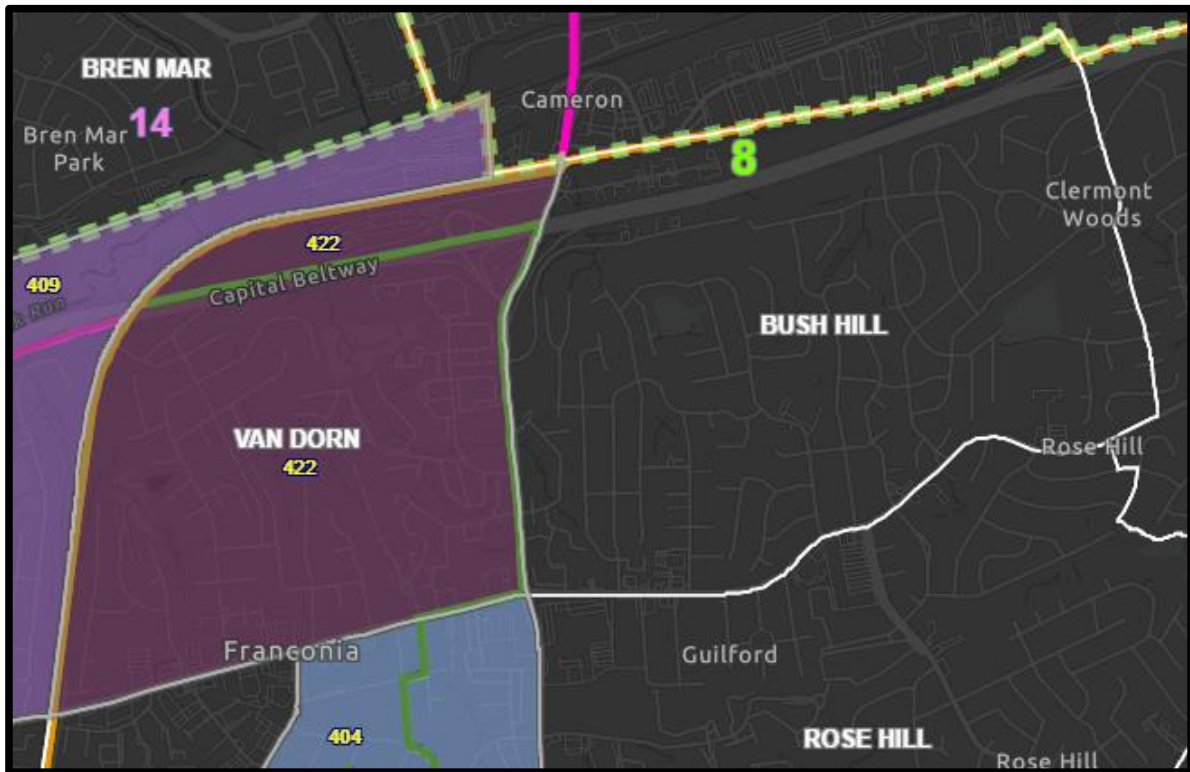 BREN MAR
Cameron
Bren Mar
Park
14
8
Clermont
Woods
422
409
Capital Beltway
Run
BUSH HILL
VAN DORN
422
Rose Hill
Franconia
Guilford
404
ROSE HILL
Rose Hill